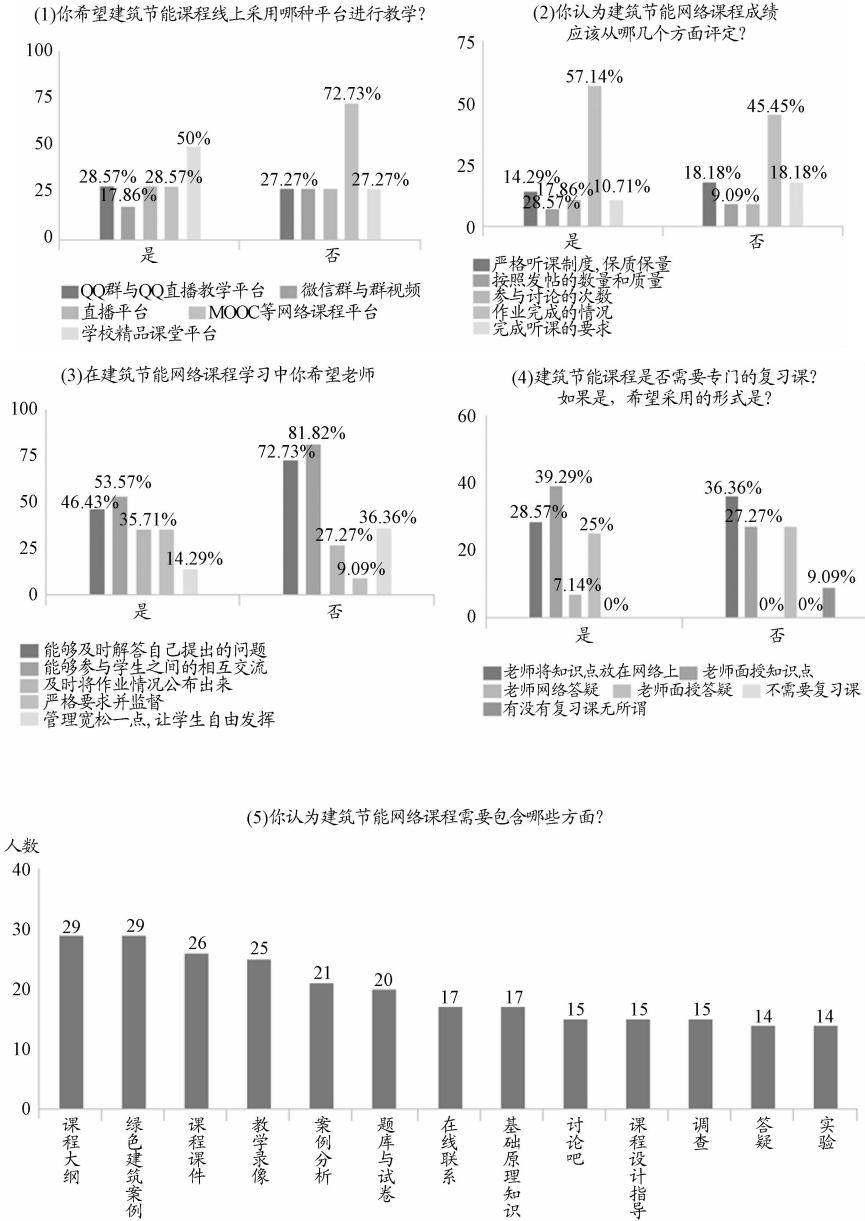 (1)你希望建筑节能课程线上采用哪种平台进行教学?
100
75
50
25
0
28.57%
17.86%
28.57%
50%
27.27%
72.73%
27.27%
是
否
QQ群与QQ直播教学平台
微信群与群视频
直播平台
MOOC等网络课程平台
学校精品课堂平台
(2)你认为建筑节能网络课程成绩
应该从哪几个方面评定?
75
50
25
0
14.29%
28.57%
17.86%
57.14%
10.71%
18.18%
9.09%
45.45%
18.18%
是
否
严格听课制度,保质保量
按照发帖的数量和质量
参与讨论的次数
作业完成的情况
完成听课的要求
(3)在建筑节能网络课程学习中你希望老师
100
75
50
25
0
46.43%
53.57%
35.71%
14.29%
72.73%
81.82%
27.27%
9.09%
36.36%
是
否
能够及时解答自己提出的问题
能够参与学生之间的相互交流
及时将作业情况公布出来
严格要求并监督
管理宽松一点,让学生自由发挥
(4)建筑节能课程是否需要专门的复习课?
如果是，希望采用的形式是?
60
40
20
0
28.57%
39.29%
7.14%
25%
0%
36.36%
27.27%
0%
0%
9.09%
是
否
老师将知识点放在网络上
老师面授知识点
老师网络答疑
老师面授答疑
不需要复习课
有没有复习课无所谓
(5)你认为建筑节能网络课程需要包含哪些方面?
人数
40
30
20
10
0
29
29
26
25
21
20
17
17
15
15
15
14
14
课程大纲
绿色建筑案例
课程课件
教学录像
案例分析
题库与试卷
在线联系
基础原理知识
讨论吧
课程设计指导
调查
答疑
实验